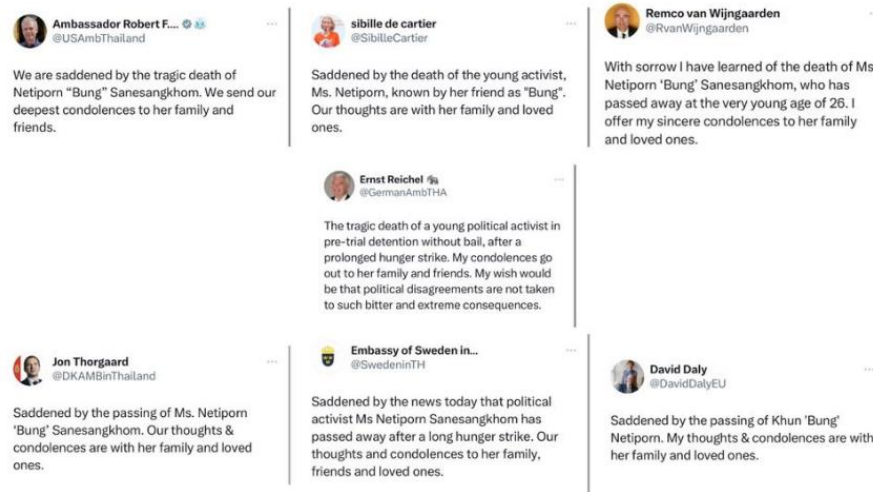 Ambassador Robert F....
@USAmbThailand
We are saddened by the tragic death of
Netiporn “Bung” Sanesangkhom. We send our
deepest condolences to her family and
friends.
sibille de cartier
@SibilleCartier
Saddened by the death of the young activist,
Ms. Netiporn, known by her friend as "Bung".
Our thoughts are with her family and loved
ones.
Remco van Wijngaarden
@RvanWijngaarden
With sorrow I have learned of the death of Ms
Netiporn ‘Bung’ Sanesangkhom, who has
passed away at the very young age of 26. I
offer my sincere condolences to her family
and loved ones.
Ernst Reichel
@GermanAmbTHA
The tragic death of a young political activist in
pre-trial detention without bail, after a
prolonged hunger strike. My condolences go
out to her family and friends. My wish would
be that political disagreements are not taken
to such bitter and extreme consequences.
Jon Thorgaard
@DKAMBinThailand
Saddened by the passing of Ms. Netiporn
‘Bung’ Sanesangkhom. Our thoughts &
condolences are with her family and loved
ones.
Embassy of Sweden in...
@SwedeninTH
Saddened by the news today that political
activist Ms Netiporn Sanesangkhom has
passed away after a long hunger strike. Our
thoughts and condolences to her family,
friends and loved ones.
David Daly
@DavidDalyEU
Saddened by the passing of Khun 'Bung'
Netiporn. My thoughts & condolences are with
her family and loved ones.